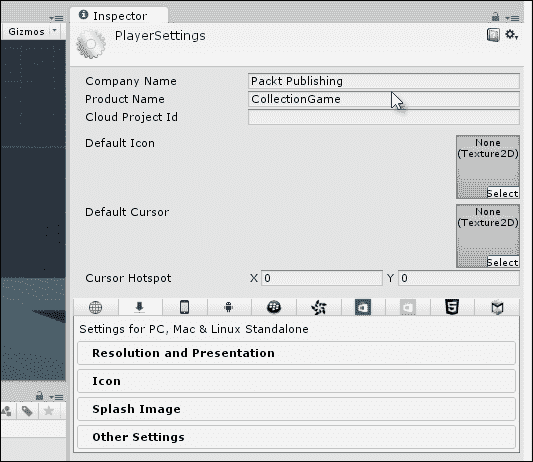 Inspector
Gizmos
PlayerSettings
Company Name Packt Publishing
Product Name CollectionGame
Cloud Project Id
Default Icon
None
(Texture2D)
Select
Default Cursor
None
(Texture2D)
Select
Cursor Hotspot X 0 Y 0
Settings for PC, Mac & Linux Standalone
Resolution and Presentation
Icon
Splash Image
Other Settings